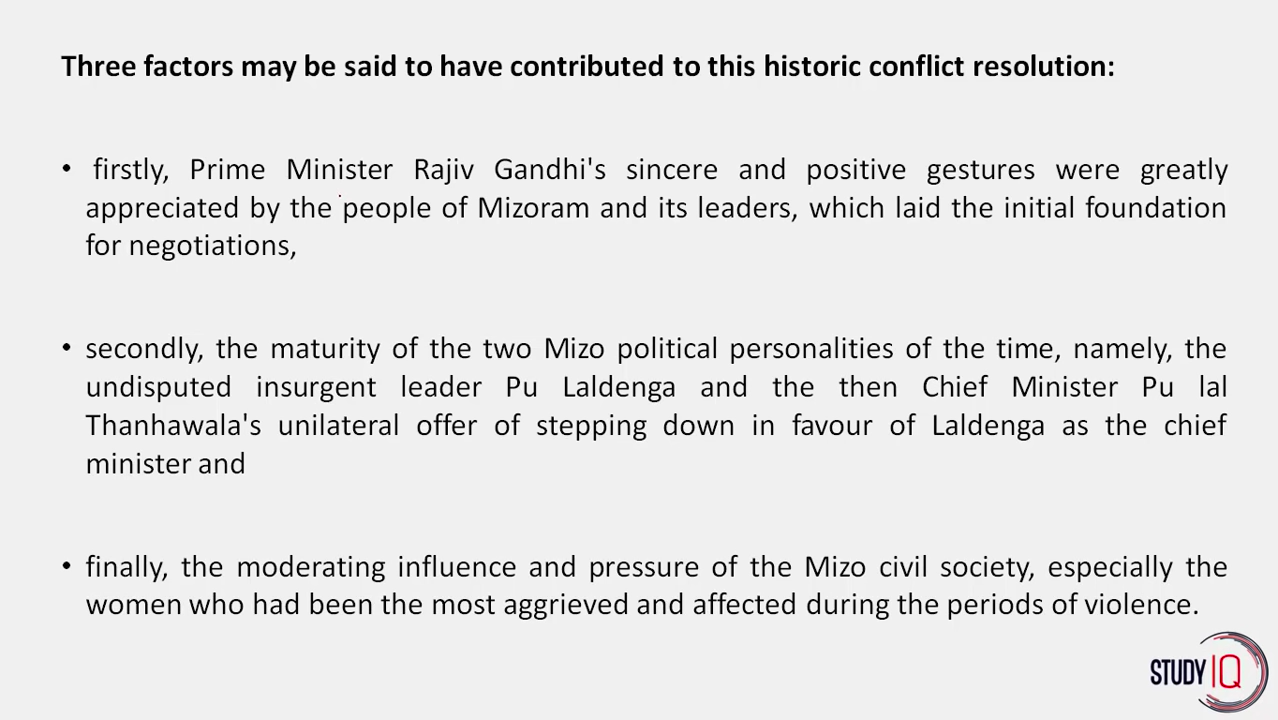 Three factors may be said to have contributed to this historic conflict resolution:
• firstly, Prime Minister Rajiv Gandhi's sincere and positive gestures were greatly
appreciated by the people of Mizoram and its leaders, which laid the initial foundation
for negotiations,
• secondly, the maturity of the two Mizo political personalities of the time, namely, the
undisputed insurgent leader Pu Laldenga and the then Chief Minister Pu lal
Thanhawala's unilateral offer of stepping down in favour of Laldenga as the chief
minister and
• finally, the moderating influence and pressure of the Mizo civil society, especially the
women who had been the most aggrieved and affected during the periods of violence.
STUDY IQ